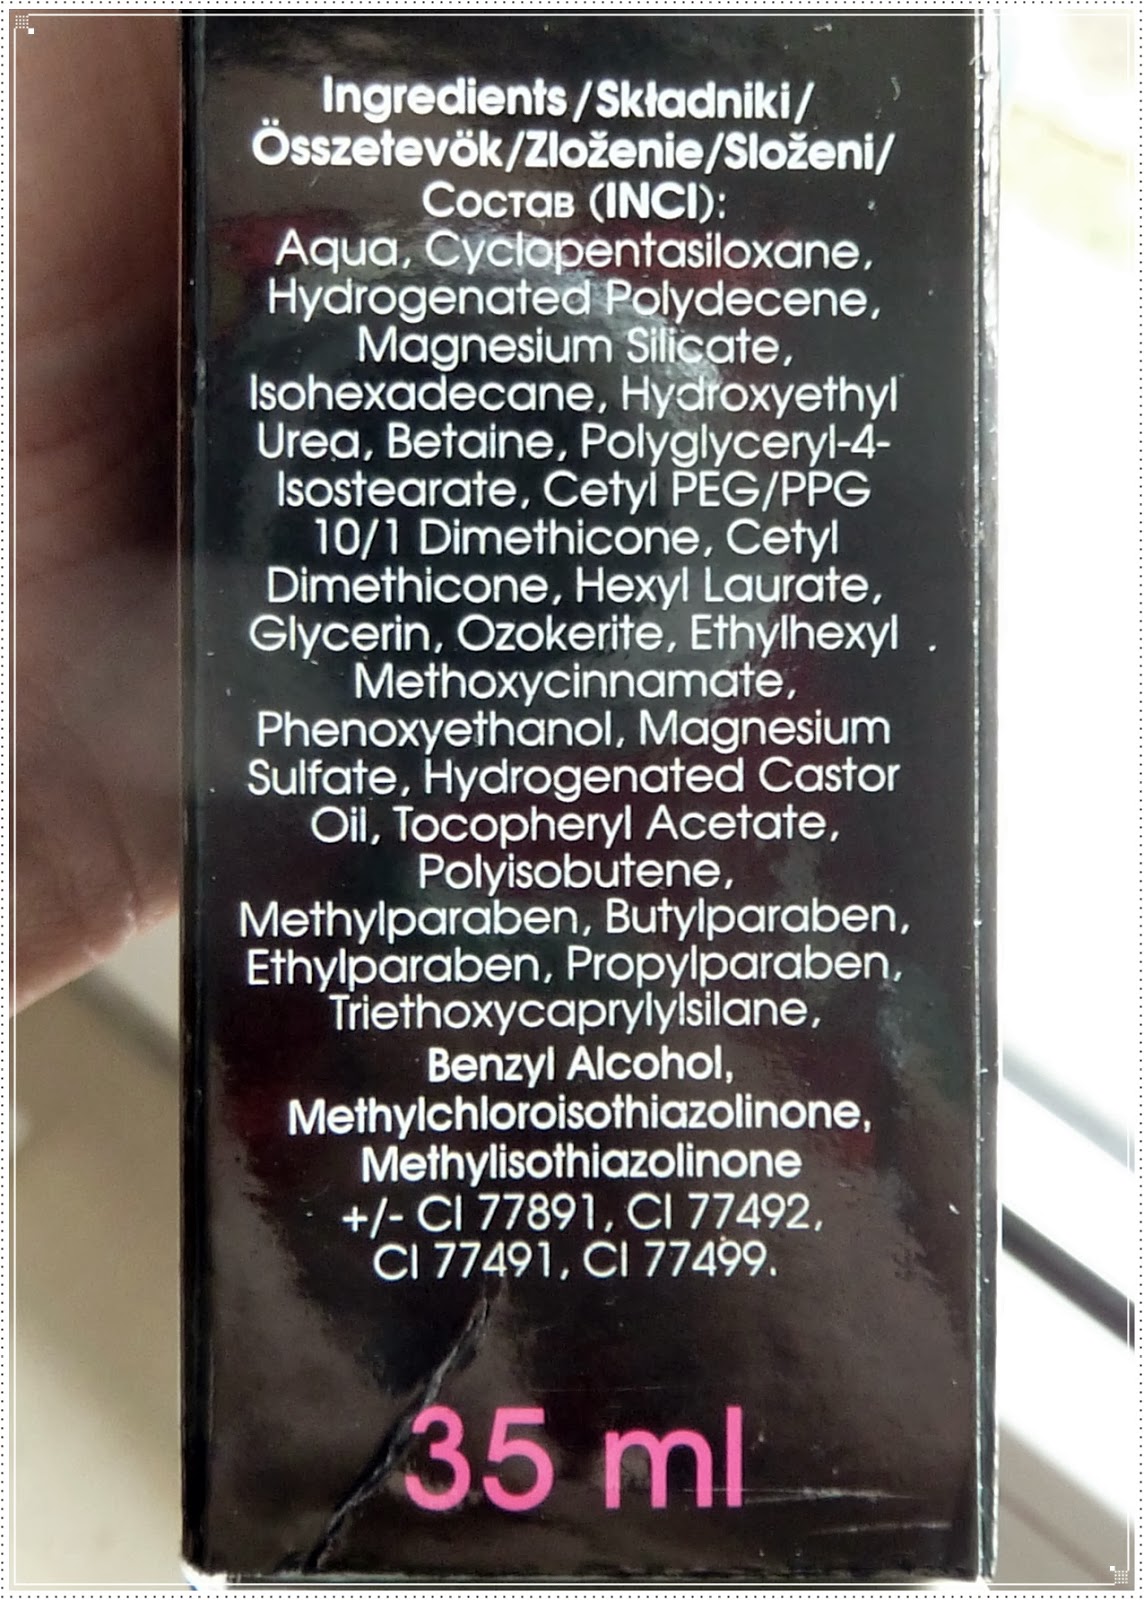 Ingredients/Składniki/
Összetevök/Zloženie/Složeni/
Состав (INCI):
Aqua, Cyclopentasiloxane,
Hydrogenated Polydecene,
Magnesium Silicate,
Isohexadecane, Hydroxyethyl
Urea, Betaine, Polyglyceryl-4-
Isostearate, Cetyl PEG/PPG
10/1 Dimethicone, Cetyl
Dimethicone, Hexyl Laurate,
Glycerin, Ozokerite, Ethylhexyl
Methoxycinnamate,
Phenoxyethanol, Magnesium
Sulfate, Hydrogenated Castor
Oil, Tocopheryl Acetate,
Polyisobutene,
Methylparaben, Butylparaben,
Ethylparaben, Propylparaben,
Triethoxycaprylylsilane,
Benzyl Alcohol,
Methylchloroisothiazolinone,
Methylisothiazolinone
+/- CI 77891, CI 77492,
CI 77491, CI 77499.
35 ml